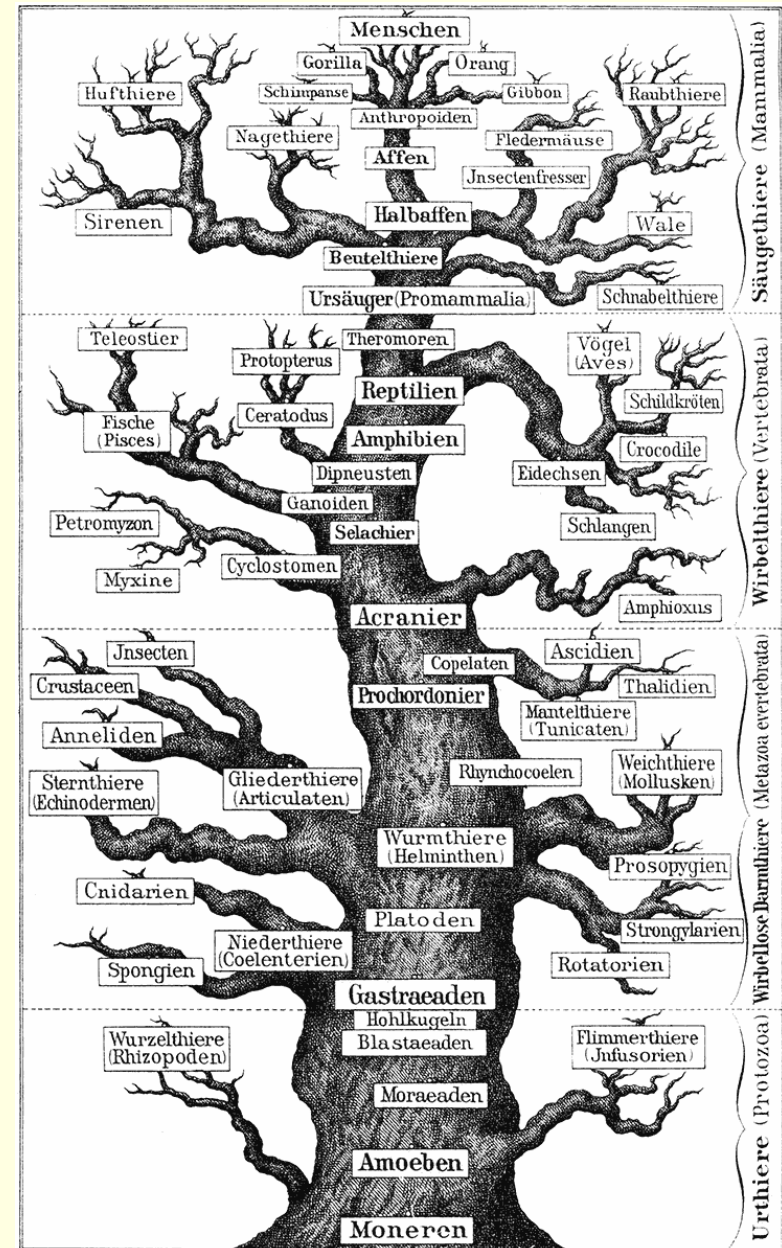 Menschen
Gorilla
Orang
Hufthiere
Schimpanse
Gibbon
Raubthiere
Anthropoiden
Nagethiere
Fledermäuse
Affen
Jnsectenfresser
Sirenen
Halbaffen
Wale
Beutelthiere
Ursäuger (Promammalia)
Schnabelthiere
Säugethiere (Mammalia)
Teleostier
Theromoren
Vögel
(Aves)
Protopterus
Reptilien
Schildkröten
Ceratodus
Fische
(Pisces)
Amphibien
Crocodile
Dipneusten
Eidechsen
Ganoiden
Petromyzon
Selachier
Schlangen
Cyclostomen
Myxine
Acranier
Amphioxus
Wirbelthiere (Vertebrata)
Jnsecten
Ascidien
Copelaten
Crustaceen
Thalidien
Prochordonier
Mantelthiere
(Tunicaten)
Anneliden
Weichthiere
(Mollusken)
Sternthiere
(Echinodermen)
Gliederthiere
(Articulaten)
Rhynchocoelen
Wurmthiere
(Helminthen)
Prosopygien
Cnidarien
Platoden
Strongylarien
Niederthiere
(Coelenterien)
Spongien
Rotatorien
Gastraeaden
Wirbellose Darmthiere (Metazoa evertebrata)
Hohlkugeln
Wurzelthiere
(Rhizopoden)
Blastaeaden
Flimmerthiere
(Jnfusorien)
Moraeaden
Amoeben
Moneren
Urthiere (Protozoa)